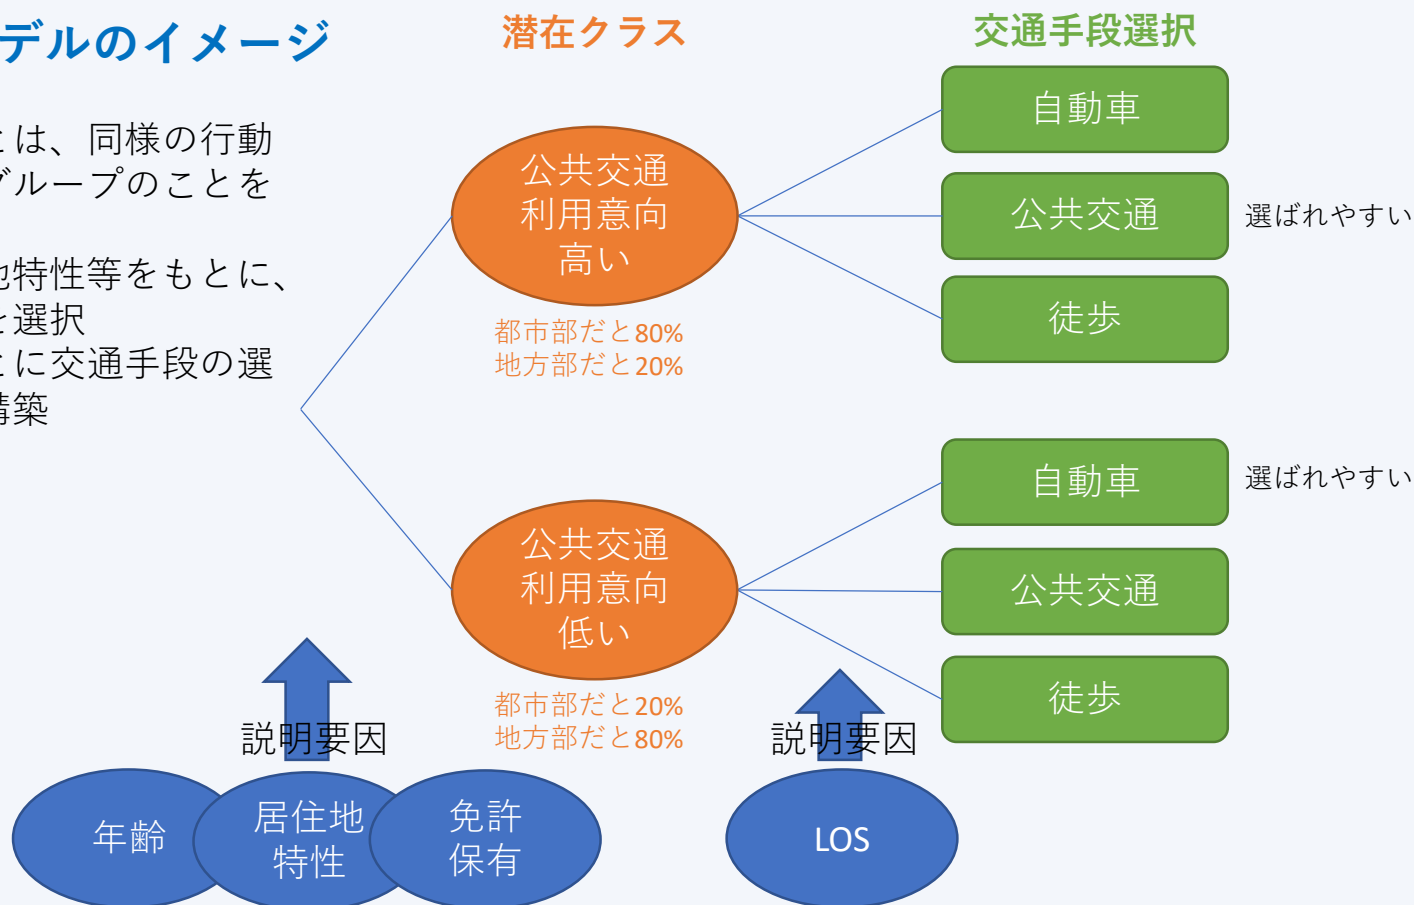 デルのイメージ
潜在クラス
交通手段選択
とは、同様の行動
グループのことを
地特性等をもとに、
を選択
とに交通手段の選
構築
公共交通
利用意向
高い
都市部だと80%
地方部だと20%
自動車
公共交通
選ばれやすい
徒歩
公共交通
利用意向
低い
都市部だと20%
地方部だと80%
自動車
選ばれやすい
公共交通
徒歩
説明要因
説明要因
年齢
居住地
特性
免許
保有
LOS